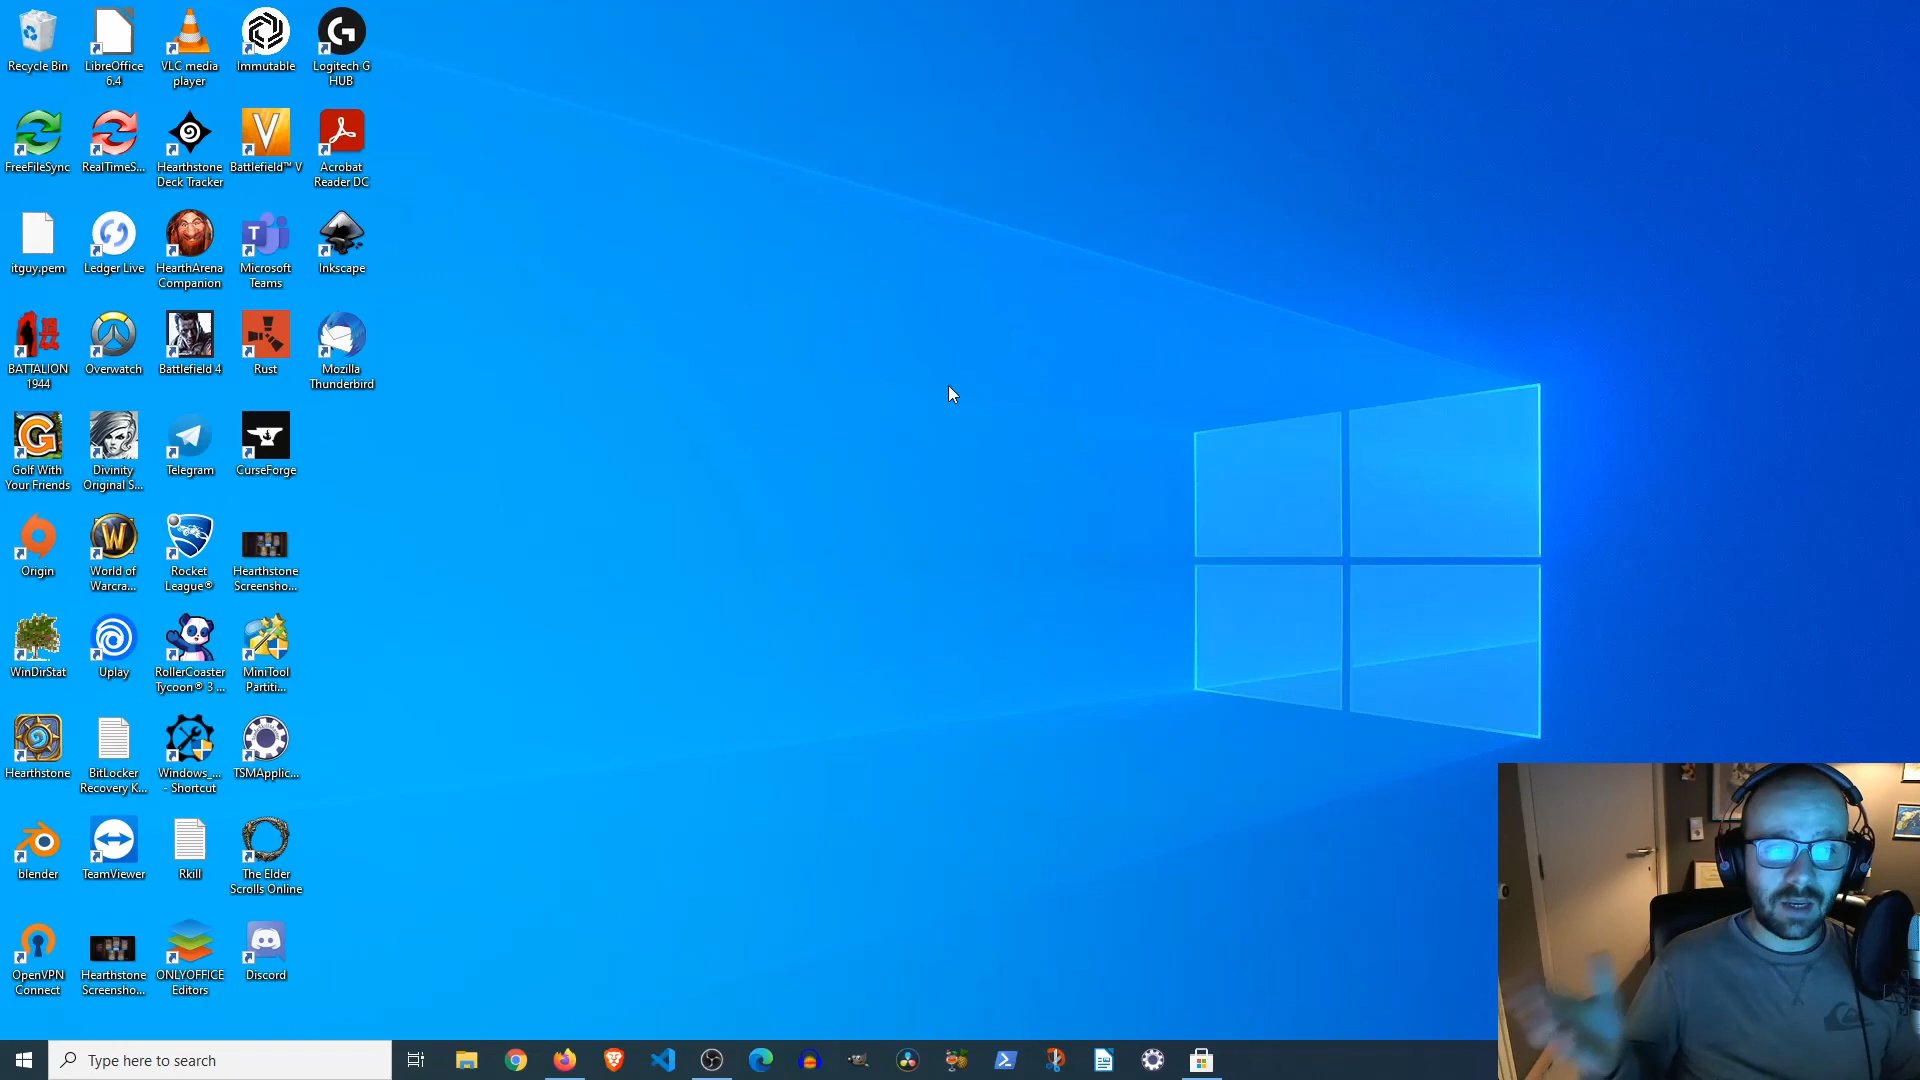 Recycle Bin
LibreOffice
6.4
VLC media
player
Immutable
Logitech G
HUB
FreeFileSync
RealTimeS...
Hearthstone
Deck Tracker
Battlefield™ V
Acrobat
Reader DC
itguy.pem
Ledger Live
HearthArena
Companion
Microsoft
Teams
Inkscape
BATTALION
1944
Overwatch
Battlefield 4
Rust
Mozilla
Thunderbird
Golf With
Your Friends
Divinity
Original S...
Telegram
CurseForge
Origin
World of
Warcra...
Rocket
League®
Hearthstone
Screensho...
WinDirStat
Uplay
RollerCoaster
Tycoon® 3 ...
MiniTool
Partiti...
Hearthstone
BitLocker
Recovery K...
Windows_...
- Shortcut
TSMApplic...
blender
TeamViewer
Rkill
The Elder
Scrolls Online
OpenVPN
Connect
Hearthstone
Screensho...
ONLYOFFICE
Editors
Discord
Type here to search